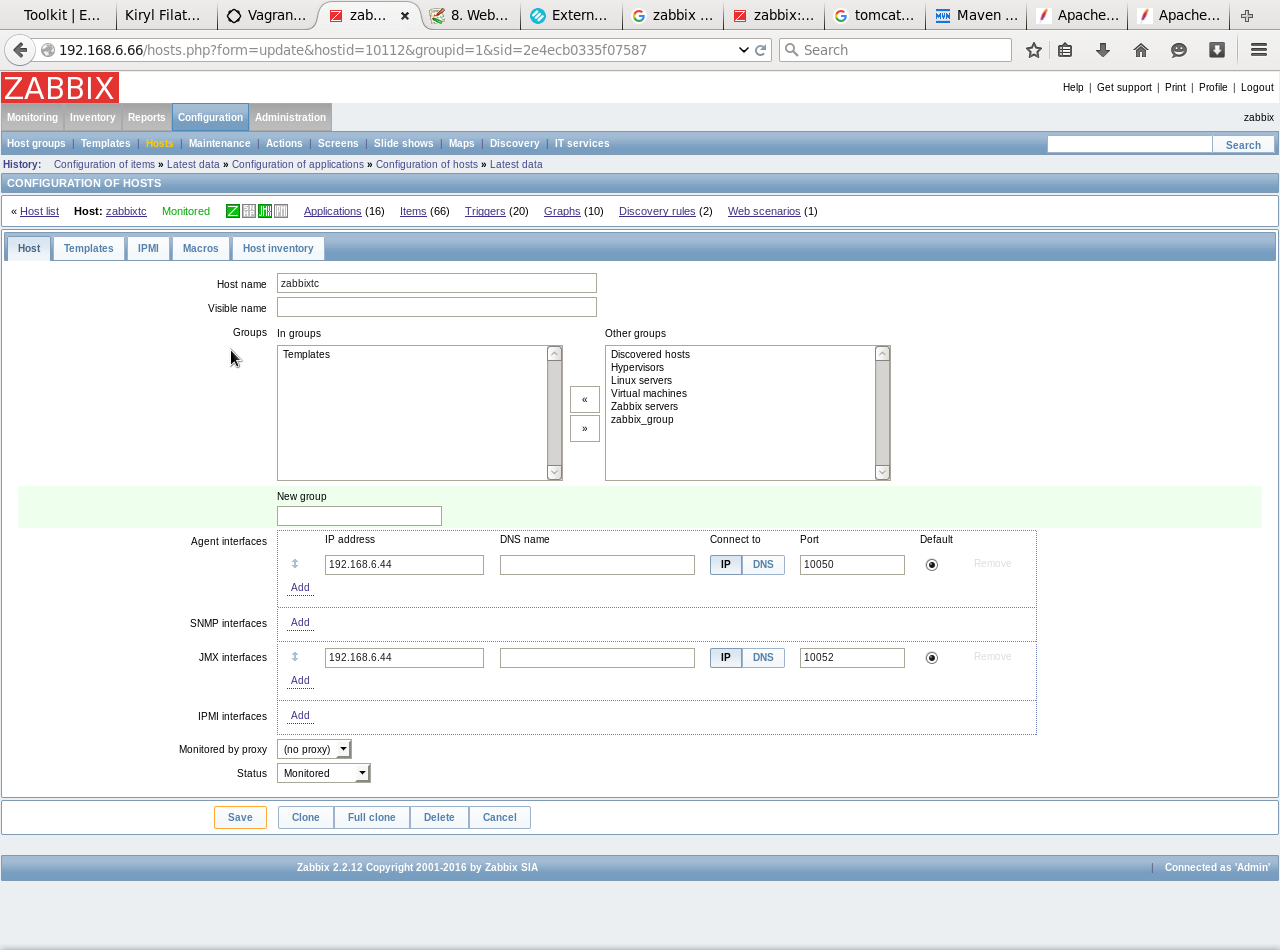 Toolkit | E... Kiryl Filat... Vagran... zab... 8. Web... Extern... zabbix ... zabbix:... tomcat... Maven ... Apache... Apache...
192.168.6.66/hosts.php?form=update&hostid=10112&groupid=1&sid=2e4ecb0335f07587 Search
ZABBIX
Help | Get support | Print | Profile | Logout
Monitoring Inventory Reports Configuration Administration zabbix
Host groups | Templates | Hosts | Maintenance | Actions | Screens | Slide shows | Maps | Discovery | IT services Search
History: Configuration of items » Latest data » Configuration of applications » Configuration of hosts » Latest data
CONFIGURATION OF HOSTS
« Host list Host: zabbixtc Monitored Applications (16) Items (66) Triggers (20) Graphs (10) Discovery rules (2) Web scenarios (1)
Host Templates IPMI Macros Host inventory
Host name zabbixtc
Visible name
Groups In groups Other groups
Templates
Discovered hosts
Hypervisors
Linux servers
Virtual machines
Zabbix servers
zabbix_group
«
»
New group
Agent interfaces IP address DNS name Connect to Port Default
192.168.6.44 IP DNS 10050 Remove
Add
SNMP interfaces Add
JMX interfaces 192.168.6.44 IP DNS 10052 Remove
Add
IPMI interfaces Add
Monitored by proxy (no proxy)
Status Monitored
Save Clone Full clone Delete Cancel
Zabbix 2.2.12 Copyright 2001-2016 by Zabbix SIA | Connected as 'Admin'